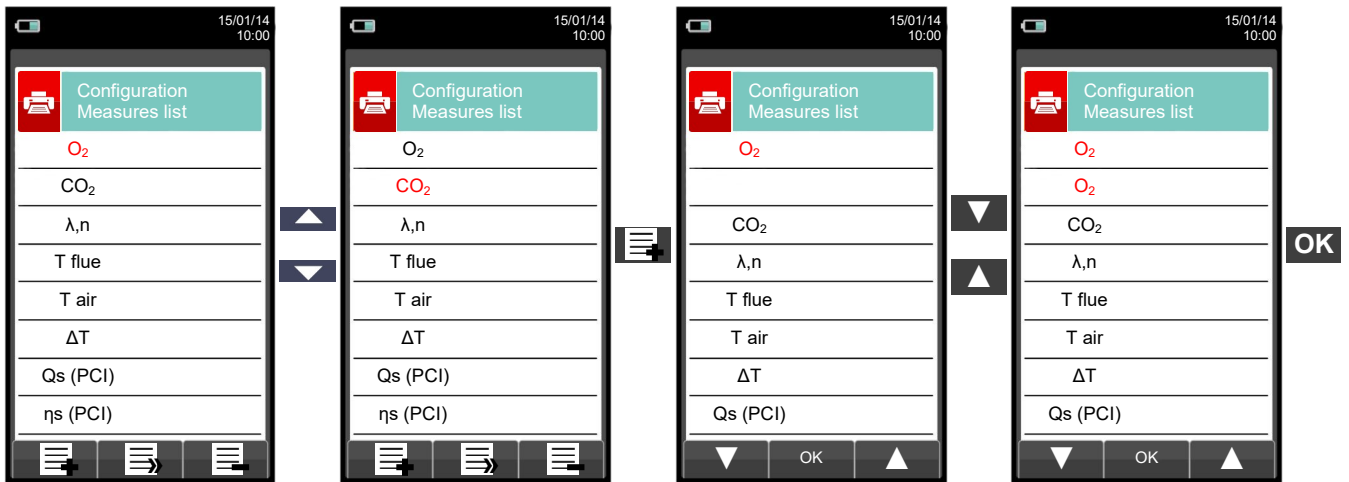 15/01/14
10:00
Configuration
Measures list
O₂
CO₂
λ,n
T flue
T air
ΔT
Qs (PCI)
ηs (PCI)
15/01/14
10:00
Configuration
Measures list
O₂
CO₂
λ,n
T flue
T air
ΔT
Qs (PCI)
ηs (PCI)
15/01/14
10:00
Configuration
Measures list
O₂
CO₂
λ,n
T flue
T air
ΔT
Qs (PCI)
OK
15/01/14
10:00
Configuration
Measures list
O₂
O₂
CO₂
λ,n
T flue
T air
ΔT
Qs (PCI)
OK
OK